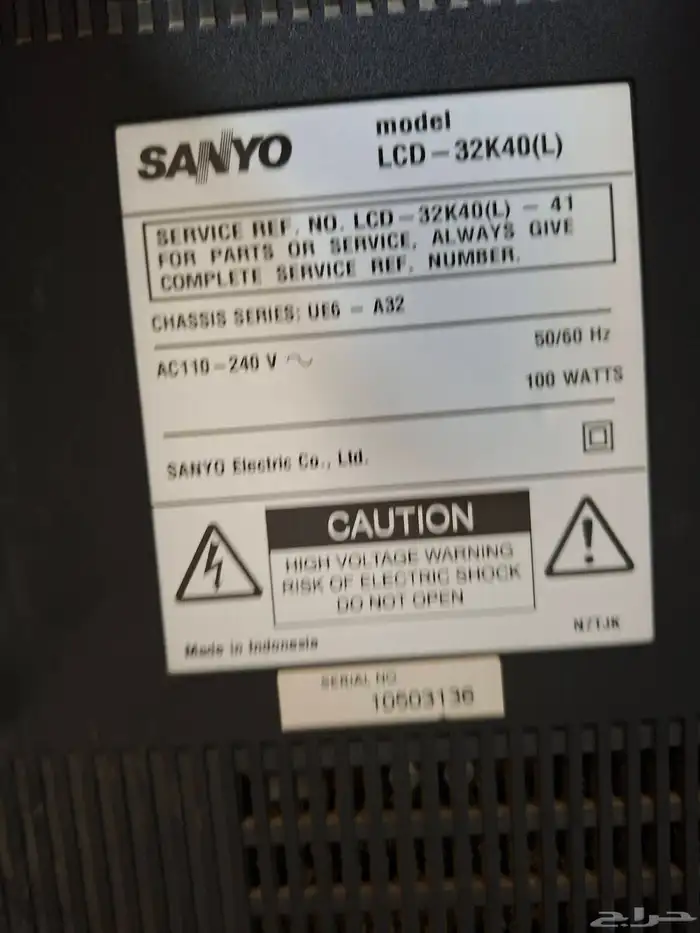 SANYO
model
LCD-32K40(L)
SERVICE REF. NO. LCD-32K40(L) - 41
FOR PARTS OR SERVICE, ALWAYS GIVE
COMPLETE SERVICE REF. NUMBER.
CHASSIS SERIES: UE6 - A32
AC110-240 V ~
50/60 Hz
100 WATTS
SANYO Electric Co., Ltd.
CAUTION
HIGH VOLTAGE WARNING
RISK OF ELECTRIC SHOCK
DO NOT OPEN
Made in Indonesia
N/1JK
SERIAL NO
10503136
حراج